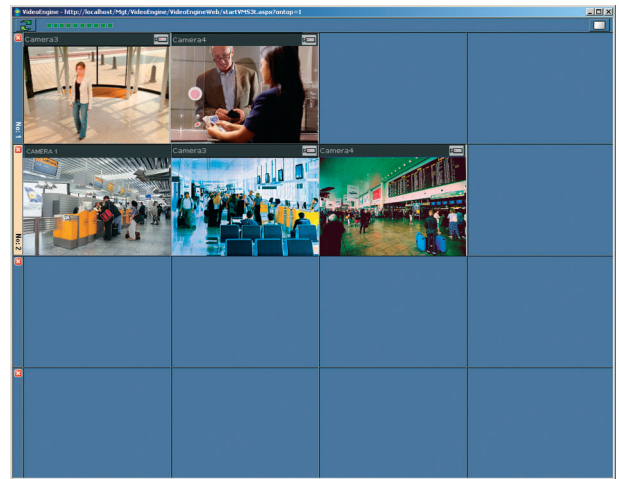 VideoEngine - http://localhost/Mgt/VideoEngine/VideoEngineWeb/startVMS3t.aspx?ontop=1
Camera3
Camera4
No:1
CAMERA 1
Camera3
Camera4
No:2